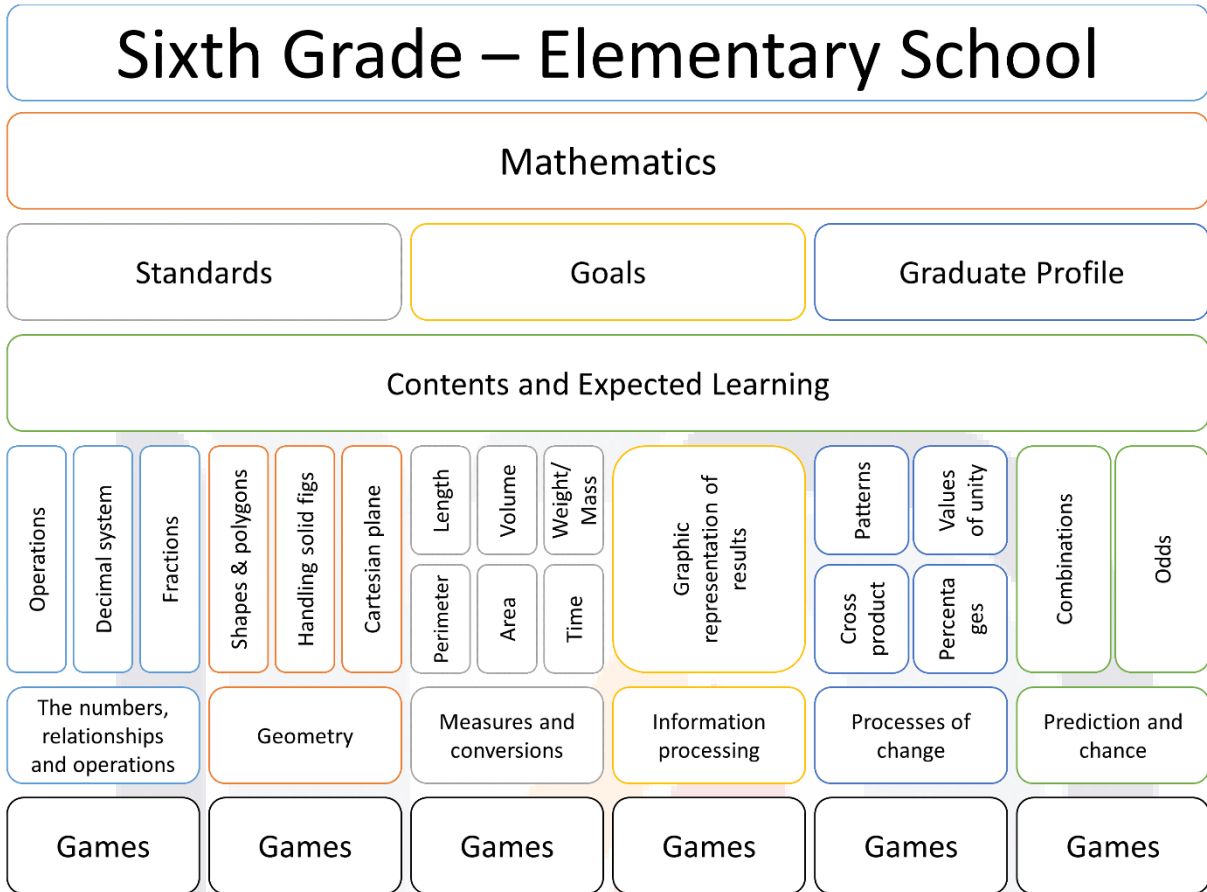 Sixth Grade – Elementary School
Mathematics
Standards
Goals
Graduate Profile
Contents and Expected Learning
Operations
Decimal system
Fractions
Shapes & polygons
Handling solid figs
Cartesian plane
Length
Volume
Weight/
Mass
Perimeter
Area
Time
Graphic
representation of
results
Patterns
Values
of unity
Cross
product
Percenta
ges
Combinations
Odds
The numbers,
relationships
and operations
Geometry
Measures and
conversions
Information
processing
Processes of
change
Prediction and
chance
Games
Games
Games
Games
Games
Games